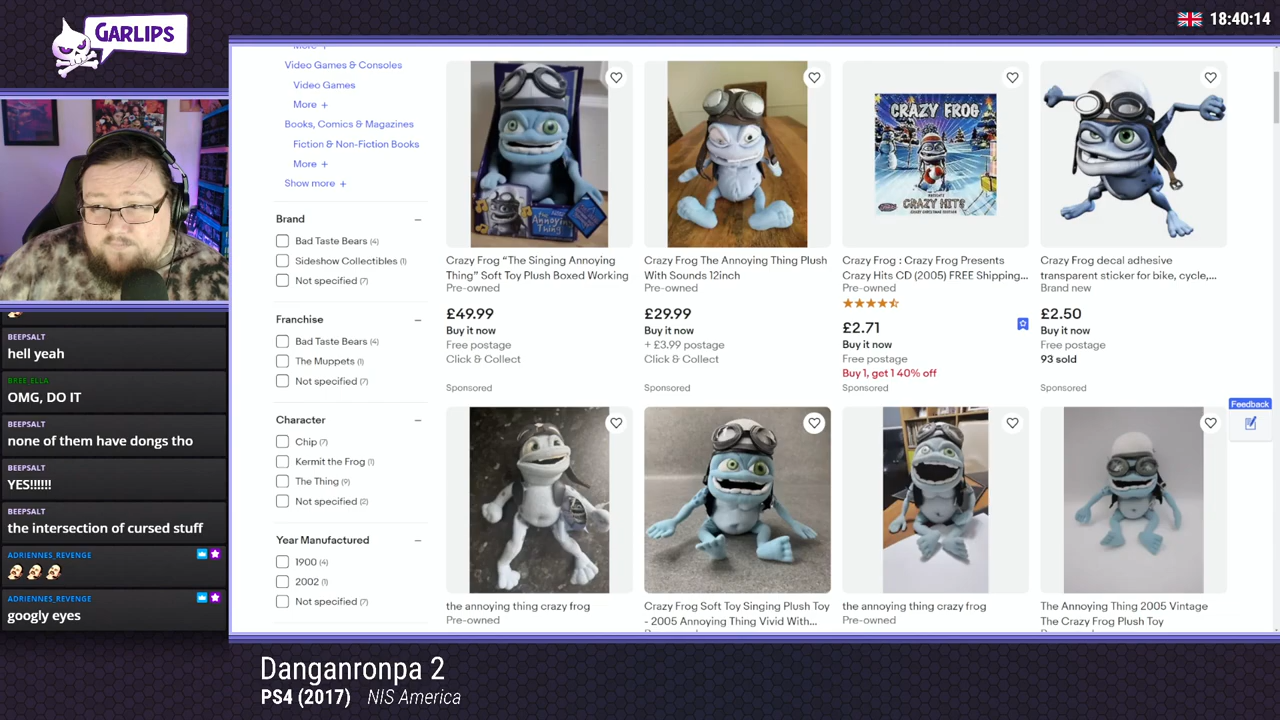 GARLIPS
18:40:14
BEEPSALT
hell yeah
BREE_ELLA
OMG, DO IT
BEEPSALT
none of them have dongs tho
BEEPSALT
YES!!!!!!
BEEPSALT
the intersection of cursed stuff
ADRIENNES_REVENGE
ADRIENNES_REVENGE
googly eyes
More +
Video Games & Consoles
Video Games
More +
Books, Comics & Magazines
Fiction & Non-Fiction Books
More +
Show more +
Brand
Bad Taste Bears (4)
Sideshow Collectibles (1)
Not specified (7)
Franchise
Bad Taste Bears (4)
The Muppets (1)
Not specified (7)
Character
Chip (7)
Kermit the Frog (1)
The Thing (9)
Not specified (2)
Year Manufactured
1900 (4)
2002 (1)
Not specified (7)
Crazy Frog “The Singing Annoying
Thing” Soft Toy Plush Boxed Working
Pre-owned
£49.99
Buy it now
Free postage
Click & Collect
Sponsored
Crazy Frog The Annoying Thing Plush
With Sounds 12inch
Pre-owned
£29.99
Buy it now
+ £3.99 postage
Click & Collect
Sponsored
CRAZY FROG
PRESENTS
CRAZY HITS
Crazy Frog : Crazy Frog Presents
Crazy Hits CD (2005) FREE Shipping...
Pre-owned
£2.71
Buy it now
Free postage
Buy 1, get 1 40% off
Sponsored
Crazy Frog decal adhesive
transparent sticker for bike, cycle,...
Brand new
£2.50
Buy it now
Free postage
93 sold
Sponsored
Feedback
the annoying thing crazy frog
Pre-owned
Crazy Frog Soft Toy Singing Plush Toy
- 2005 Annoying Thing Vivid With...
the annoying thing crazy frog
Pre-owned
The Annoying Thing 2005 Vintage
The Crazy Frog Plush Toy
Danganronpa 2
PS4 (2017) NIS America